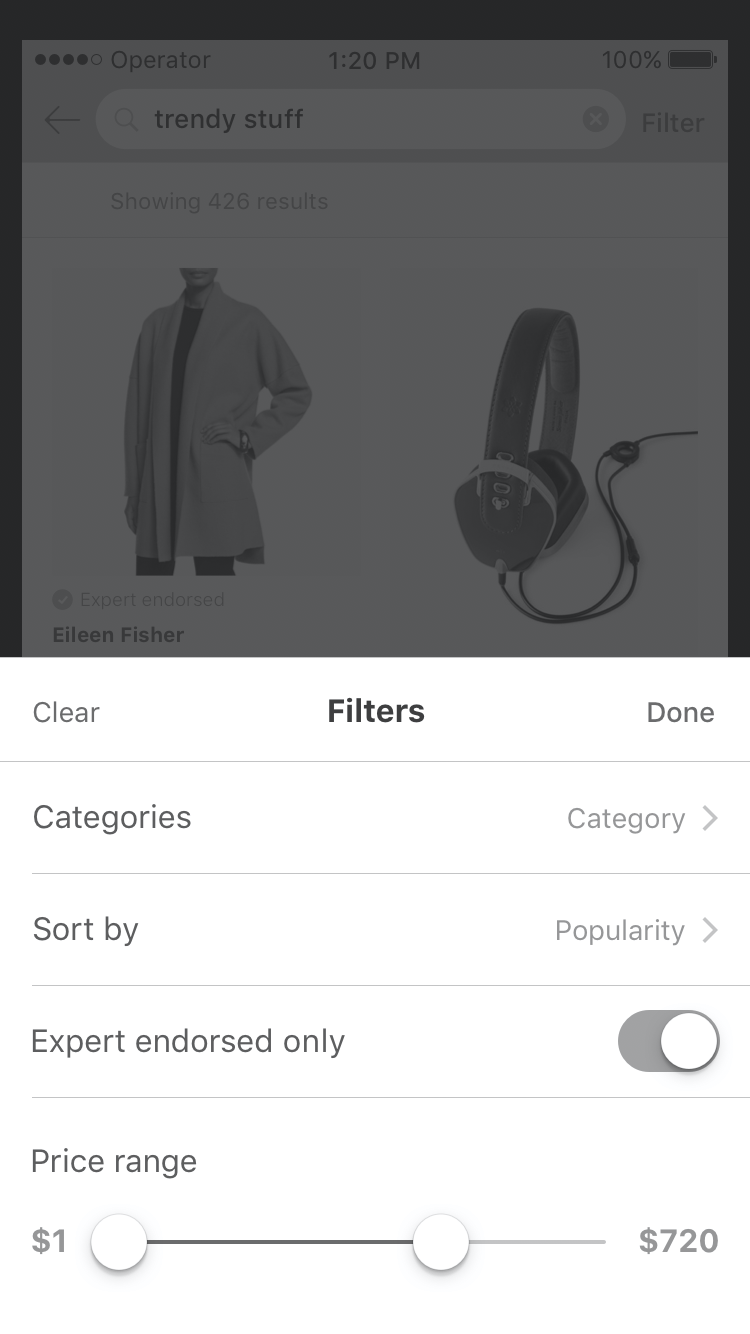 Operator 1:20 PM 100%
trendy stuff Filter
Showing 426 results
Expert endorsed
Eileen Fisher
Clear Filters Done
Categories Category
Sort by Popularity
Expert endorsed only
Price range
$1 $720